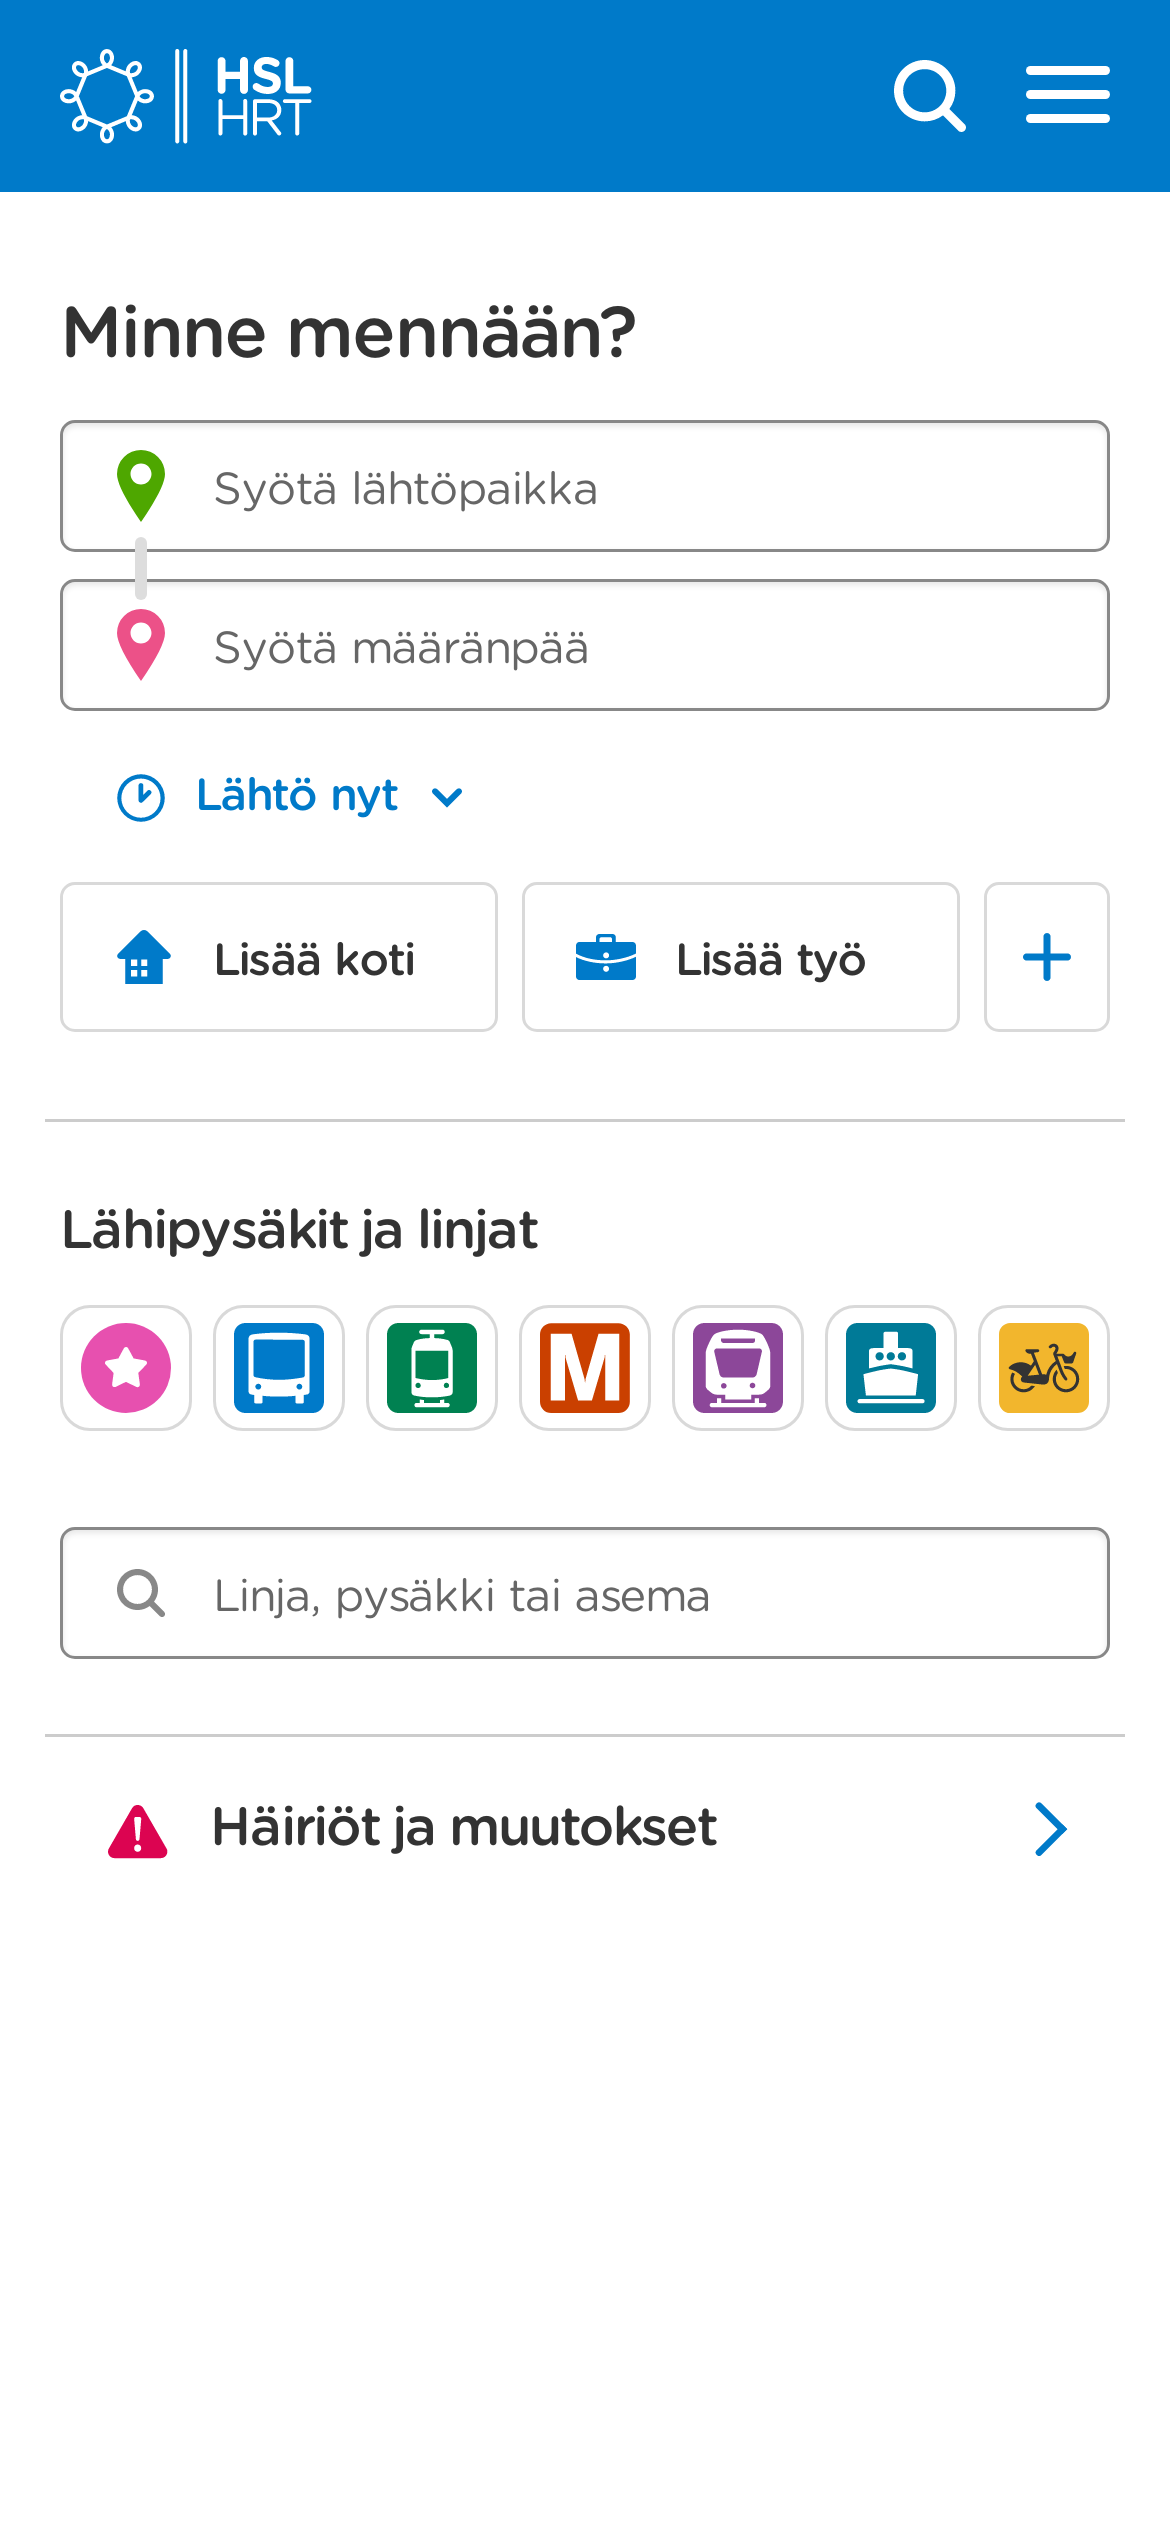 HSL
HRT
Minne mennään?
Syötä lähtöpaikka
Syötä määränpää
Lähtö nyt
Lisää koti
Lisää työ
Lähipysäkit ja linjat
M
Linja, pysäkki tai asema
Häiriöt ja muutokset